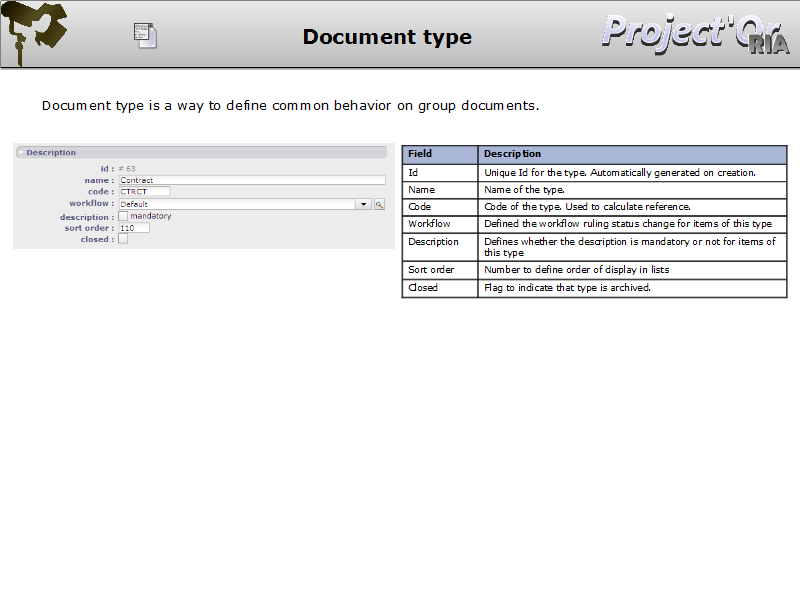 Document type
Project'Or
RIA
Document type is a way to define common behavior on group documents.
Description
id : # 63
name : Contract
code : CTRCT
workflow : Default
description : mandatory
sort order : 110
closed :
Field Description
Id Unique Id for the type. Automatically generated on creation.
Name Name of the type.
Code Code of the type. Used to calculate reference.
Workflow Defined the workflow ruling status change for items of this type
Description Defines whether the description is mandatory or not for items of
this type
Sort order Number to define order of display in lists
Closed Flag to indicate that type is archived.